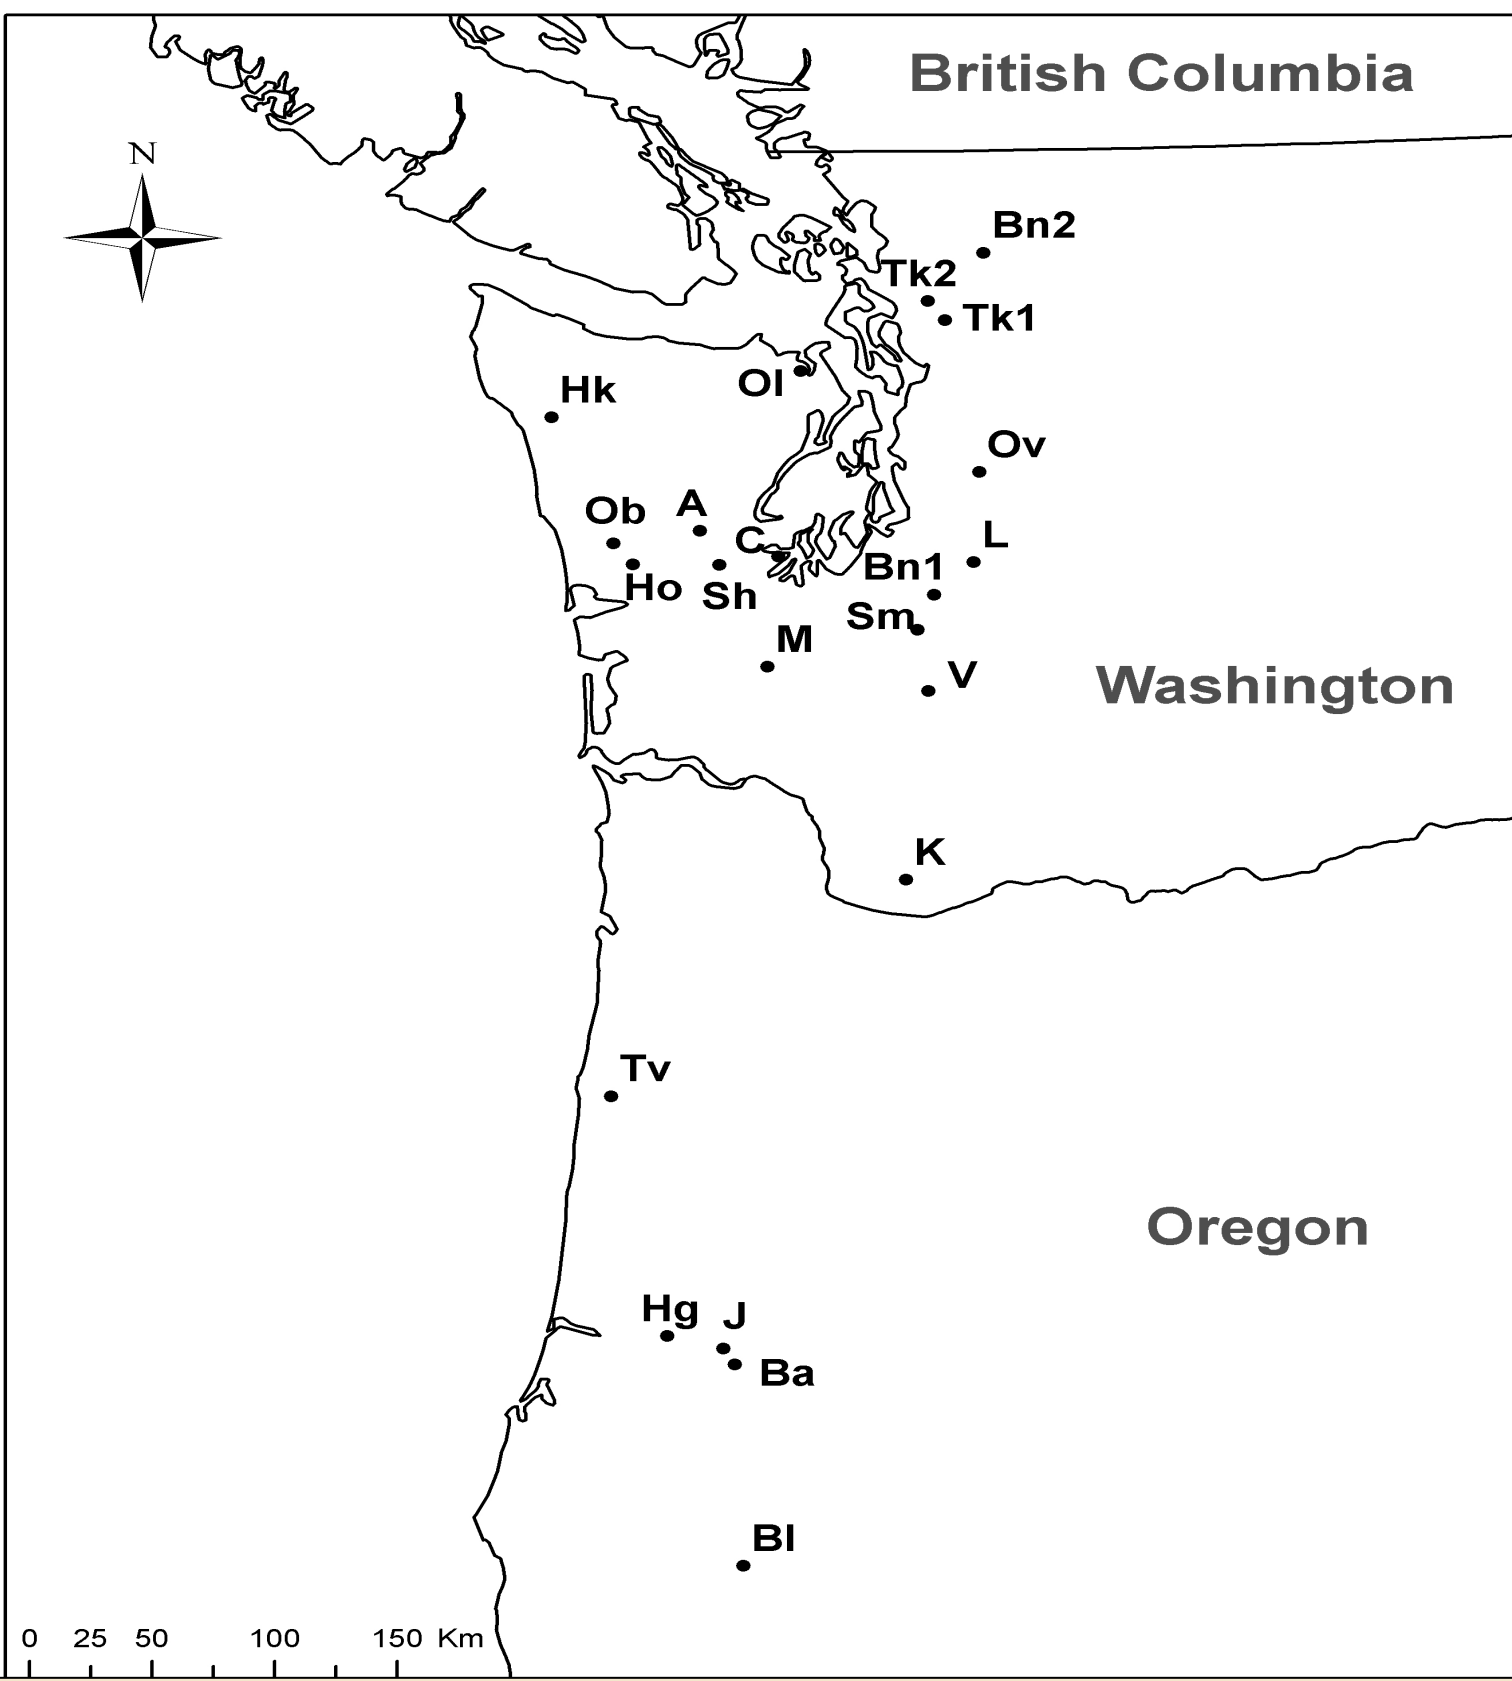 British Columbia
N
Bn2
Tk2
Tk1
Ol
Hk
Ov
A
Ob
C
L
Bn1
Ho
Sh
Sm
M
V
Washington
K
Tv
Oregon
Hg
J
Ba
Bl
0 25 50 100 150 Km